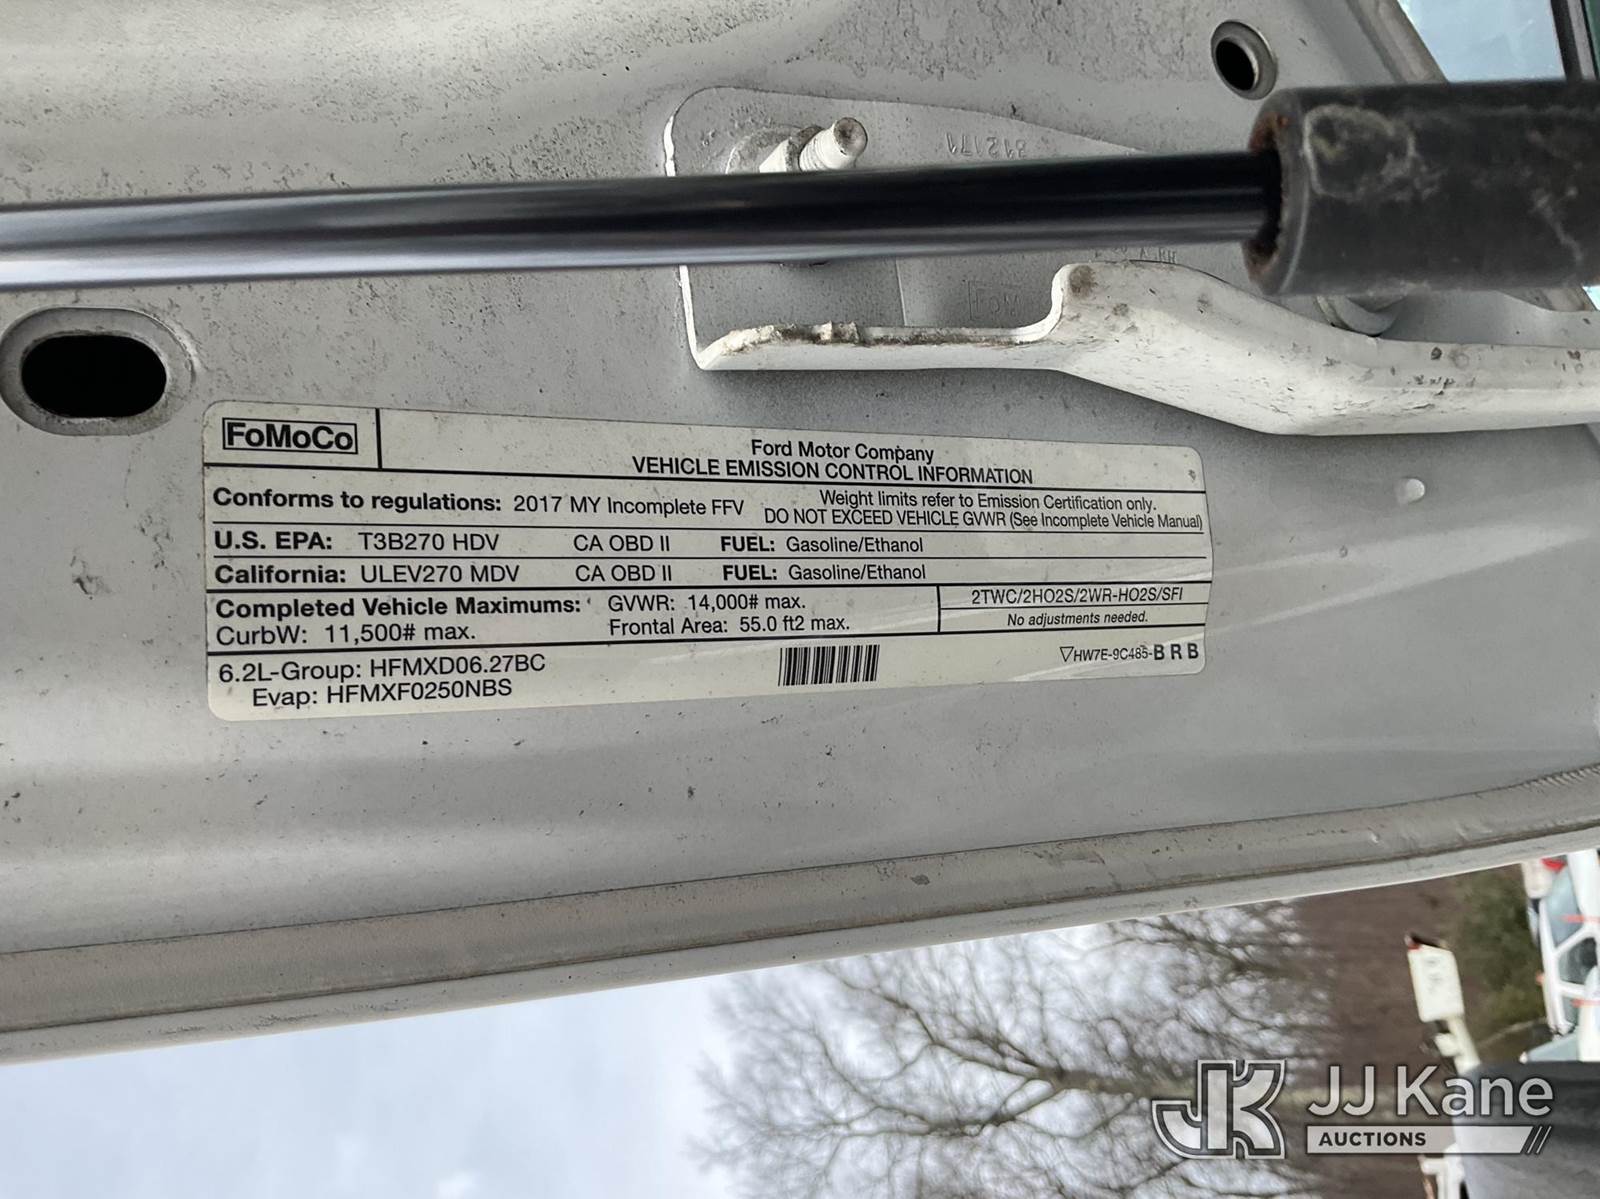 FoMoCo
Ford Motor Company
VEHICLE EMISSION CONTROL INFORMATION
Conforms to regulations: 2017 MY Incomplete FFV
Weight limits refer to Emission Certification only.
DO NOT EXCEED VEHICLE GVWR (See Incomplete Vehicle Manual)
U.S. EPA: T3B270 HDV CA OBD II FUEL: Gasoline/Ethanol
California: ULEV270 MDV CA OBD II FUEL: Gasoline/Ethanol
Completed Vehicle Maximums: GVWR: 14,000# max.
CurbW: 11,500# max. Frontal Area: 55.0 ft2 max.
2TWC/2HO2S/2WR-HO2S/SFI
No adjustments needed.
6.2L-Group: HFMXD06.27BC
Evap: HFMXF0250NBS
HW7E-9C485-BRB
JK JJ Kane
AUCTIONS